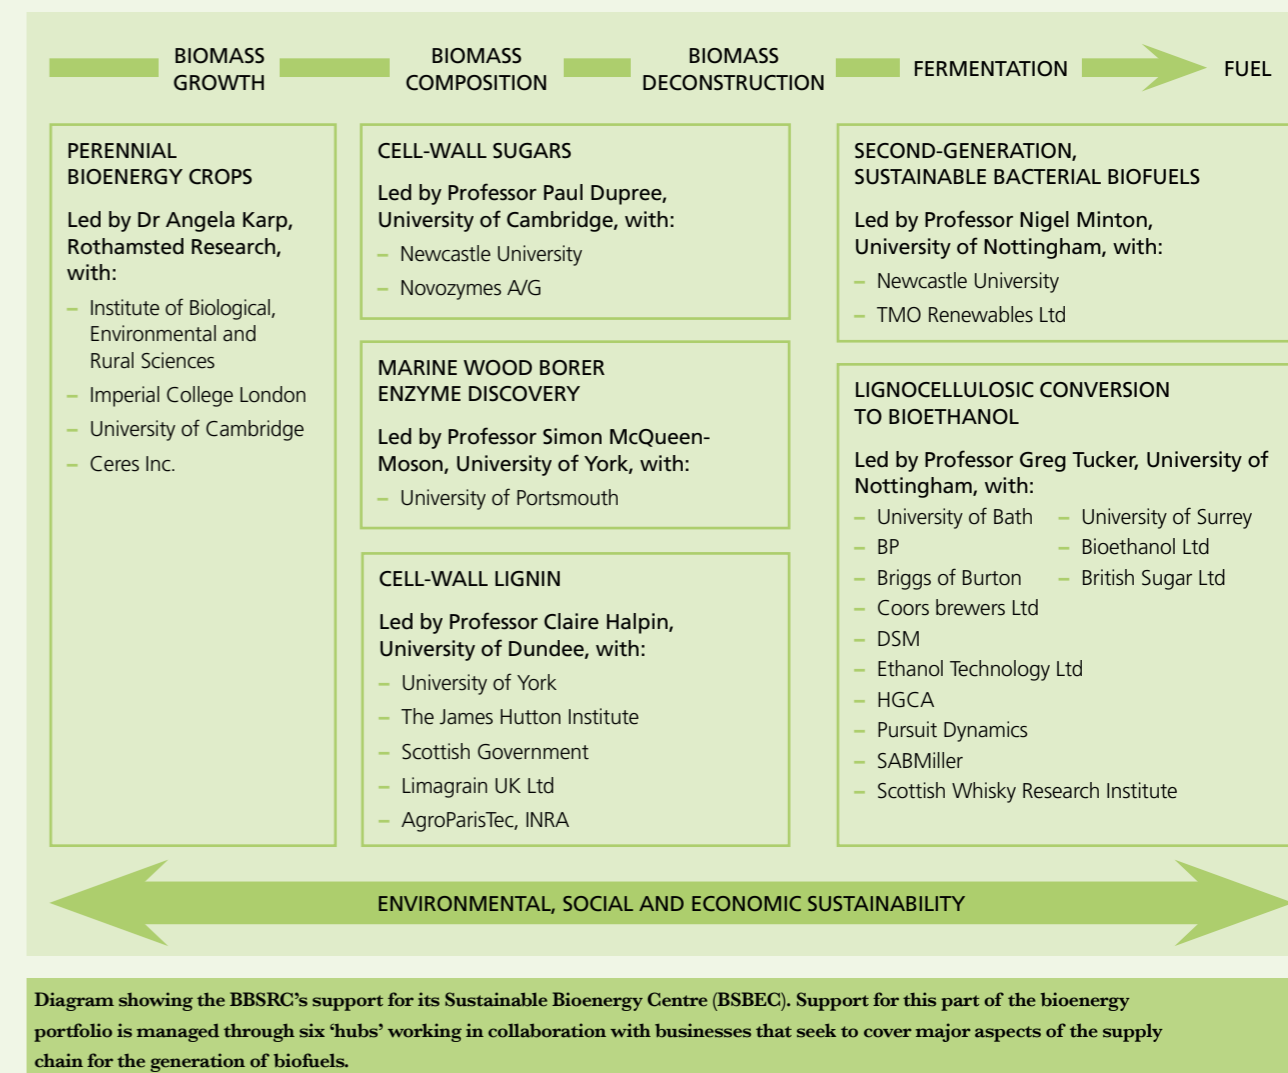 BIOMASS
GROWTH
BIOMASS
COMPOSITION
BIOMASS
DECONSTRUCTION
FERMENTATION
FUEL
PERENNIAL
BIOENERGY CROPS
Led by Dr Angela Karp,
Rothamsted Research,
with:
– Institute of Biological,
Environmental and
Rural Sciences
– Imperial College London
– University of Cambridge
– Ceres Inc.
CELL-WALL SUGARS
Led by Professor Paul Dupree,
University of Cambridge, with:
– Newcastle University
– Novozymes A/G
MARINE WOOD BORER
ENZYME DISCOVERY
Led by Professor Simon McQueen-
Moson, University of York, with:
– University of Portsmouth
CELL-WALL LIGNIN
Led by Professor Claire Halpin,
University of Dundee, with:
– University of York
– The James Hutton Institute
– Scottish Government
– Limagrain UK Ltd
– AgroParisTec, INRA
SECOND-GENERATION,
SUSTAINABLE BACTERIAL BIOFUELS
Led by Professor Nigel Minton,
University of Nottingham, with:
– Newcastle University
– TMO Renewables Ltd
LIGNOCELLULOSIC CONVERSION
TO BIOETHANOL
Led by Professor Greg Tucker, University of
Nottingham, with:
– University of Bath
– BP
– Briggs of Burton
– Coors brewers Ltd
– DSM
– Ethanol Technology Ltd
– HGCA
– Pursuit Dynamics
– SABMiller
– Scottish Whisky Research Institute
– University of Surrey
– Bioethanol Ltd
– British Sugar Ltd
ENVIRONMENTAL, SOCIAL AND ECONOMIC SUSTAINABILITY
Diagram showing the BBSRC’s support for its Sustainable Bioenergy Centre (BSBEC). Support for this part of the bioenergy
portfolio is managed through six ‘hubs’ working in collaboration with businesses that seek to cover major aspects of the supply
chain for the generation of biofuels.